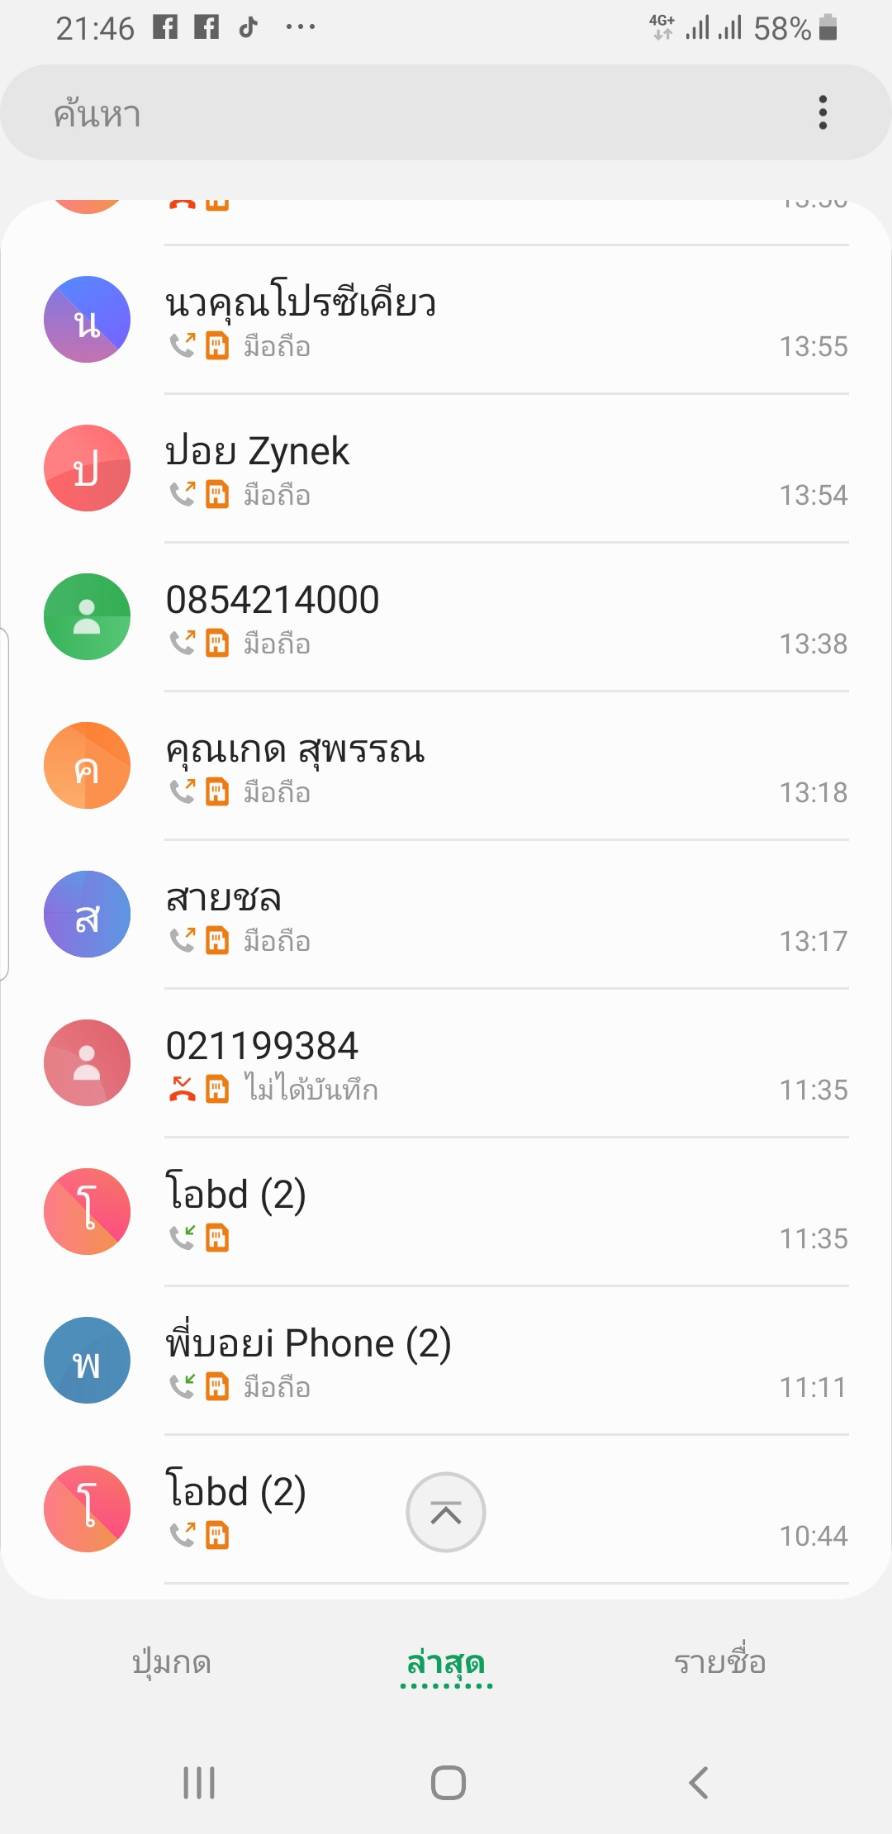 21:46
4G+ 58%
ค้นหา
นวคุณโปรซีเคียว
มือถือ 13:55
ปอย Zynek
มือถือ 13:54
0854214000
มือถือ 13:38
ค
คุณเกด สุพรรณ
มือถือ 13:18
ส
สายชล
มือถือ 13:17
021199384
ไม่ได้บันทึก 11:35
โ
โอbd (2)
11:35
พ
พี่บอยi Phone (2)
มือถือ 11:11
โ
โอbd (2)
10:44
ปุ่มกด ล่าสุด รายชื่อ